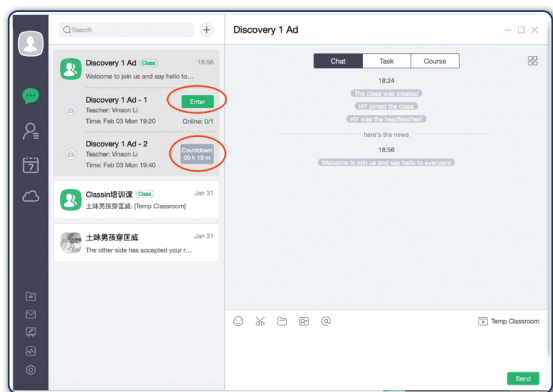 Search
+
Discovery 1 Ad
Discovery 1 Ad Class 18:56
Welcome to join us and say hello to...
Discovery 1 Ad - 1
Enter
Teacher: Vinson Li
Time: Feb 03 Mon 19:20 Online: 0/1
Discovery 1 Ad - 2
Teacher: Vinson Li
Countdown
00 h 19 m
Time: Feb 03 Mon 19:40
Classin培训课 Class Jan 31
土味男孩穿匡威: [Temp Classroom]
土味男孩穿匡威 Jan 31
The other side has accepted your r...
7
Chat Task Course
18:24
The class was created
HY joined the class
HY was the headteacher!
here's the news
18:56
Welcome to join us and say hello to everyone
Temp Classroom
Send